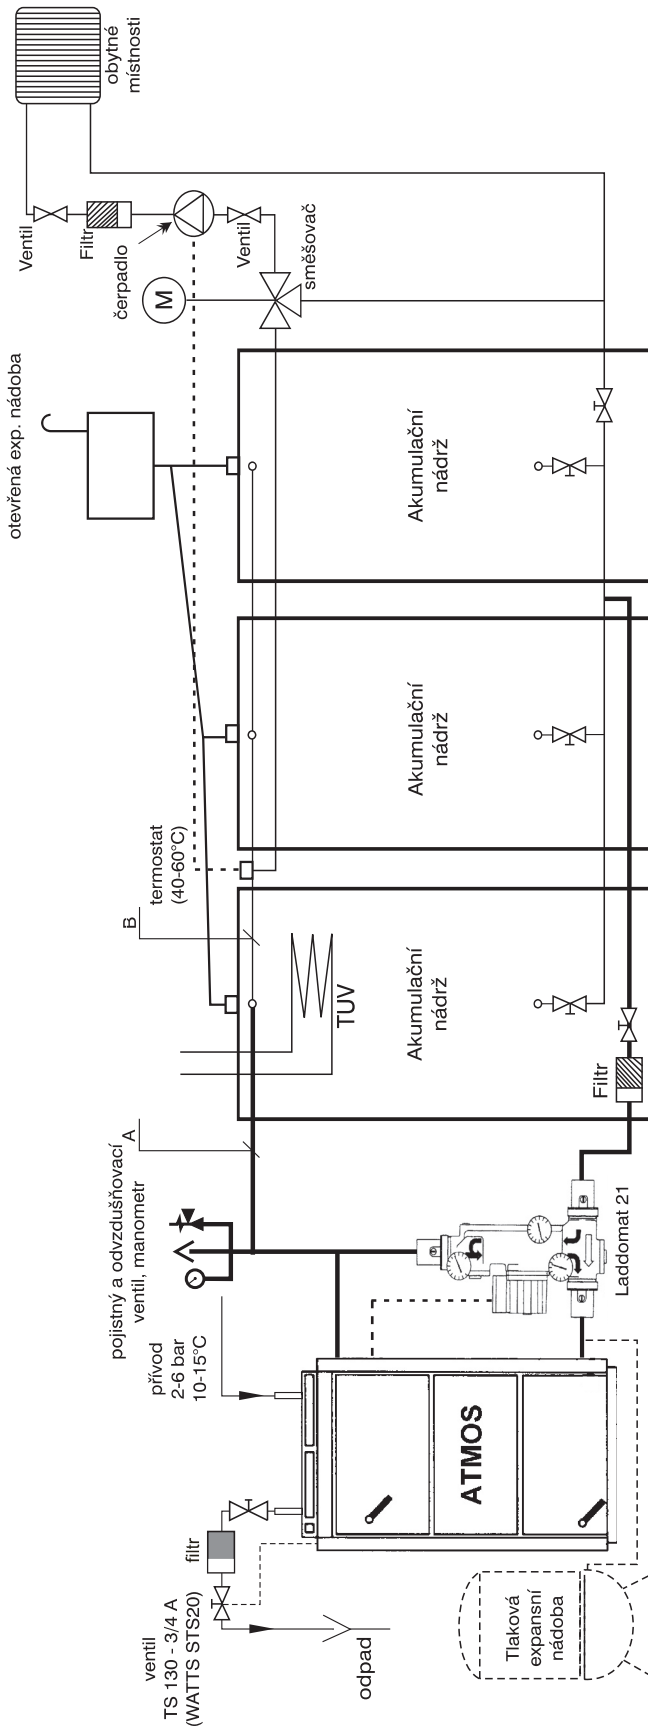 ventil
TS 130 - 3/4 A
(WATTS STS20)
filtr
odpad
Tlaková
expansní
nádoba
přívod
2-6 bar
10-15°C
ATMOS
pojistný a odvzdušňovací
ventil, manometr
Laddomat 21
A
Filtr
B
TUV
Akumulační
nádrž
termostat
(40-60°C)
Akumulační
nádrž
otevřená exp. nádoba
Akumulační
nádrž
M
čerpadlo
směšovač
Ventil
Filtr
Ventil
obytné
místnosti